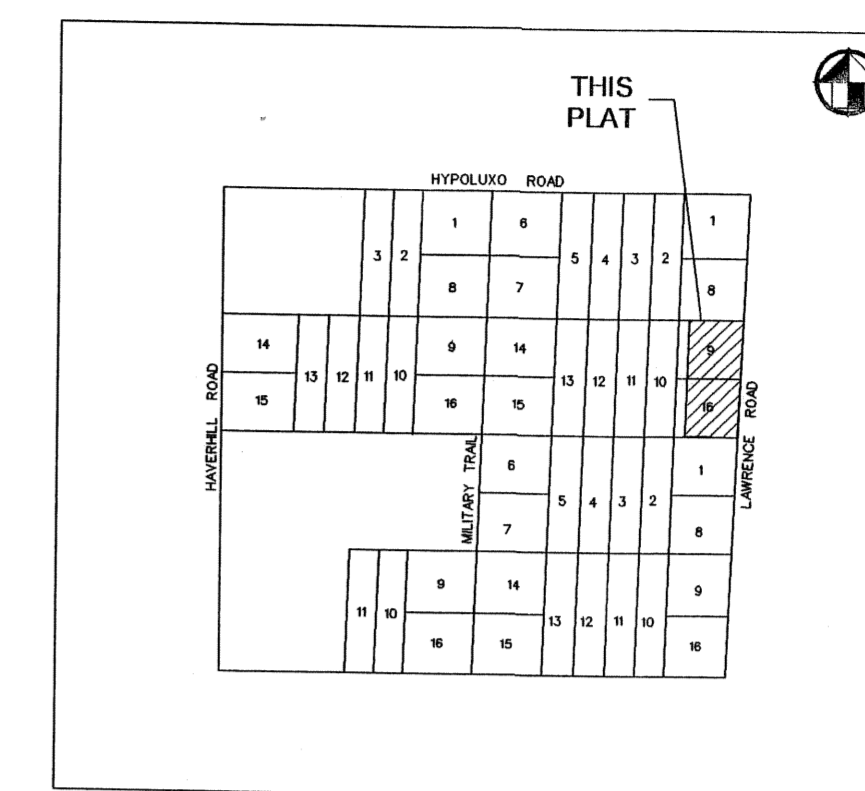 THIS
PLAT
HYPOLUXO ROAD
1 6 1
3 2 5 4 3 2
8 7 8
14 9 14 9
13 12 11 10 13 12 11 10
15 16 15 16
HAVERHILL ROAD
MILITARY TRAIL
LAWRENCE ROAD
6 1
5 4 3 2
7 8
9 14 9
11 10 13 12 11 10
16 15 16